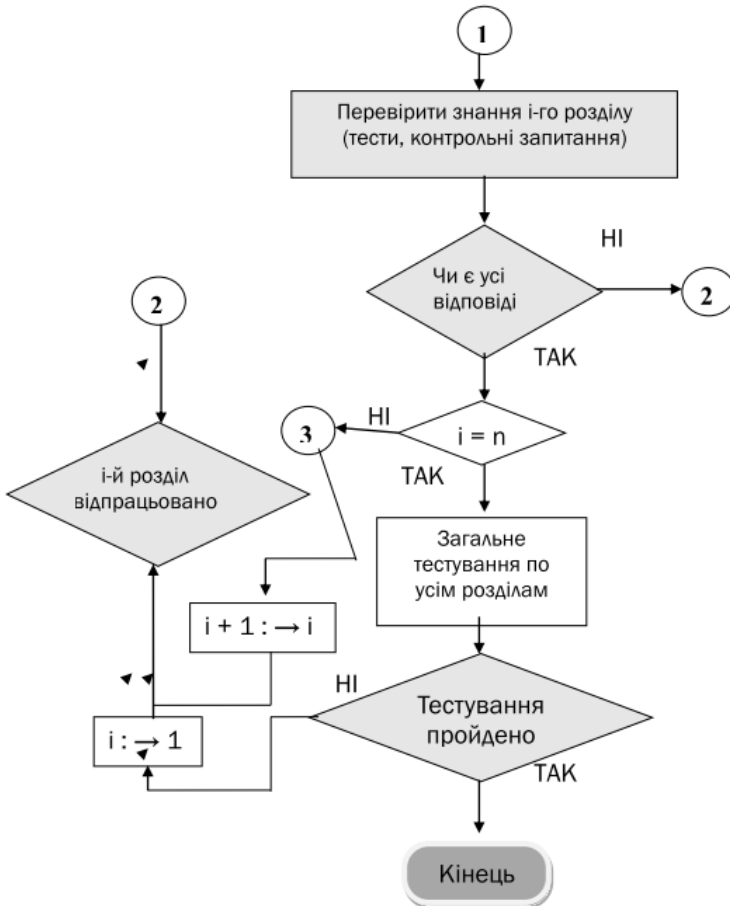 1
Перевірити знання і-го розділу
(тести, контрольні запитання)
НІ
Чи є усі
відповіді
2
2
ТАК
НІ
3
i = n
ТАК
і-й розділ
відпрацьовано
Загальне
тестування по
усім розділам
i + 1 : → i
НІ
Тестування
пройдено
i : → 1
ТАК
Кінець